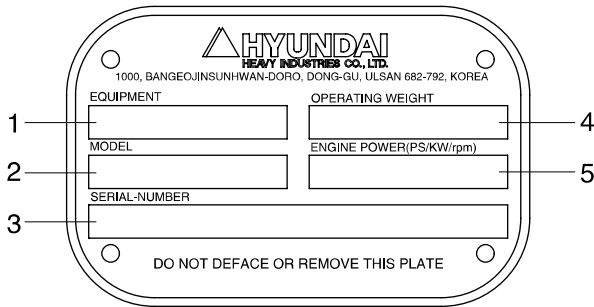 HYUNDAI
HEAVY INDUSTRIES CO., LTD.
1000, BANGEOJINSUNHWAN-DORO, DONG-GU, ULSAN 682-792, KOREA
EQUIPMENT OPERATING WEIGHT
1 4
MODEL ENGINE POWER(PS/KW/rpm)
2 5
SERIAL-NUMBER
3
DO NOT DEFACE OR REMOVE THIS PLATE